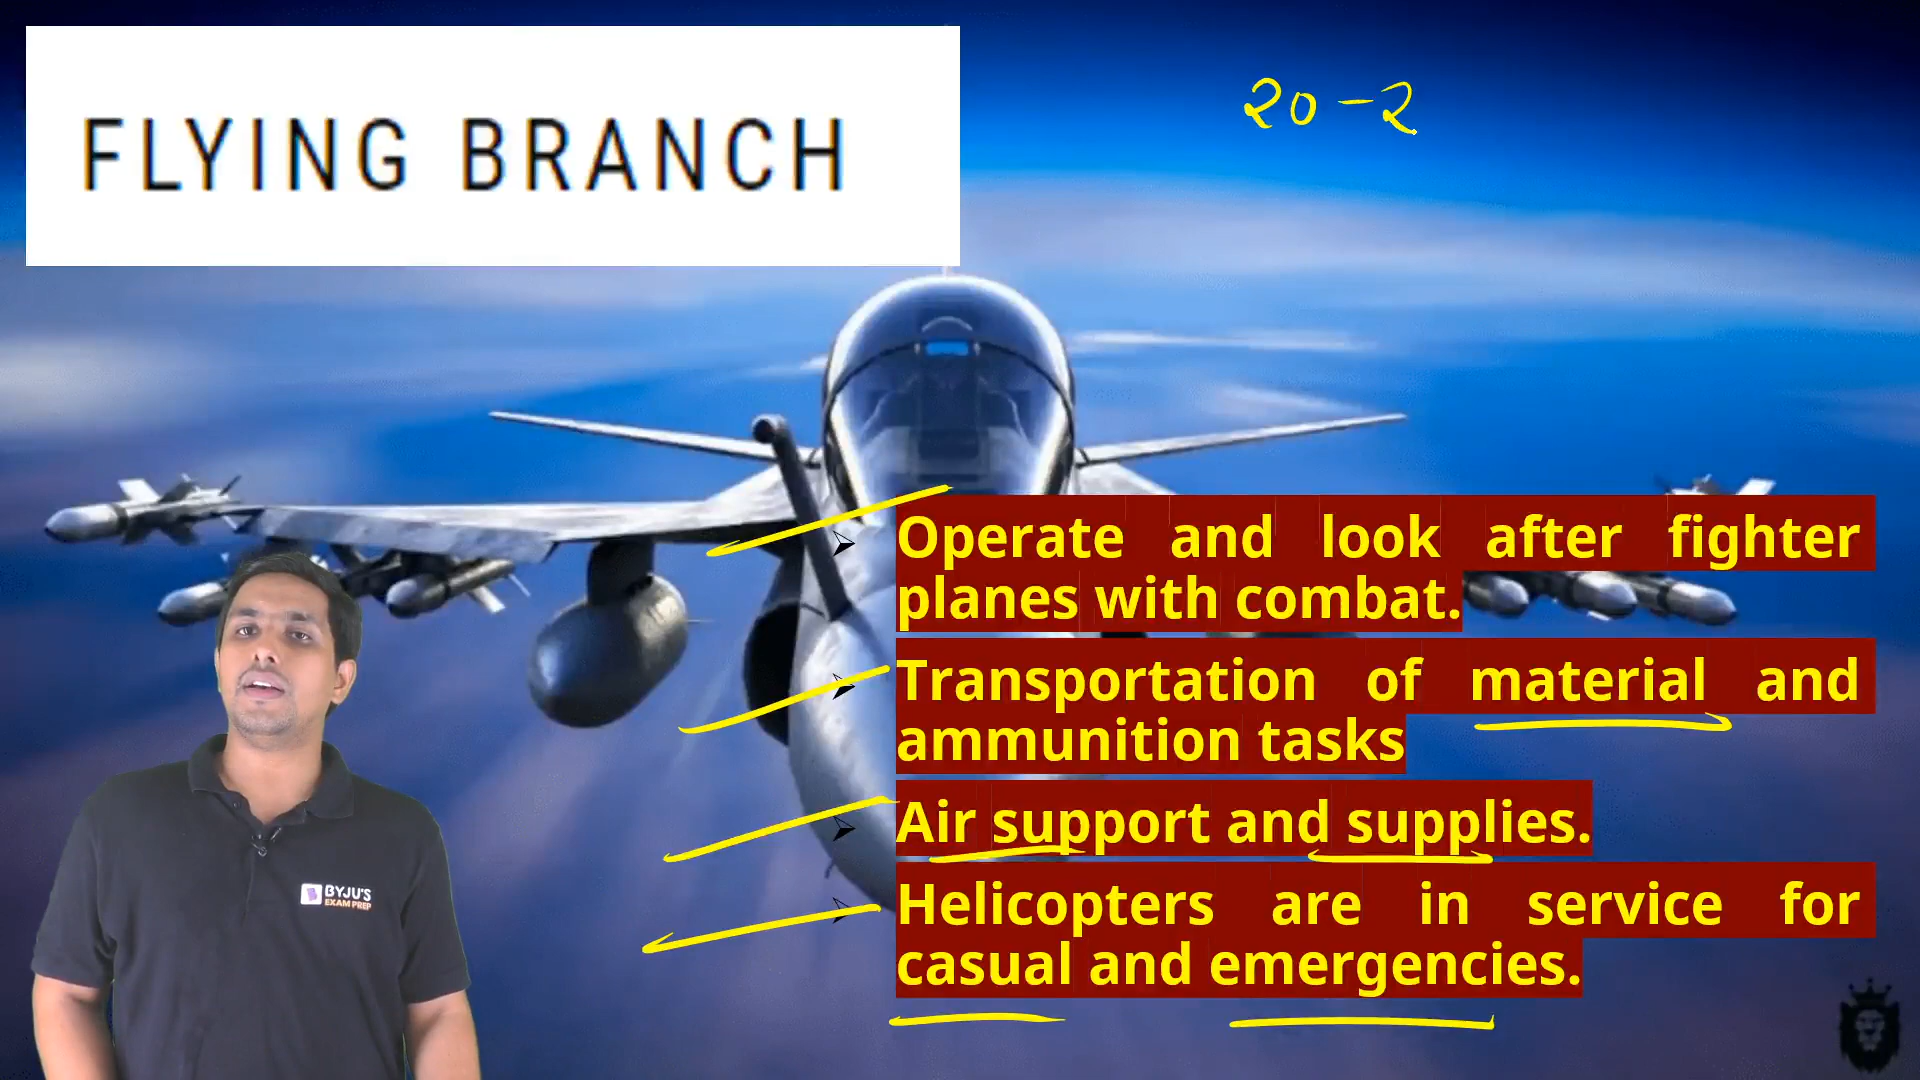 FLYING BRANCH
20-2
Operate and look after fighter
planes with combat.
Transportation of material and
ammunition tasks
Air support and supplies.
Helicopters are in service for
casual and emergencies.
BYJU'S
EXAM PREP